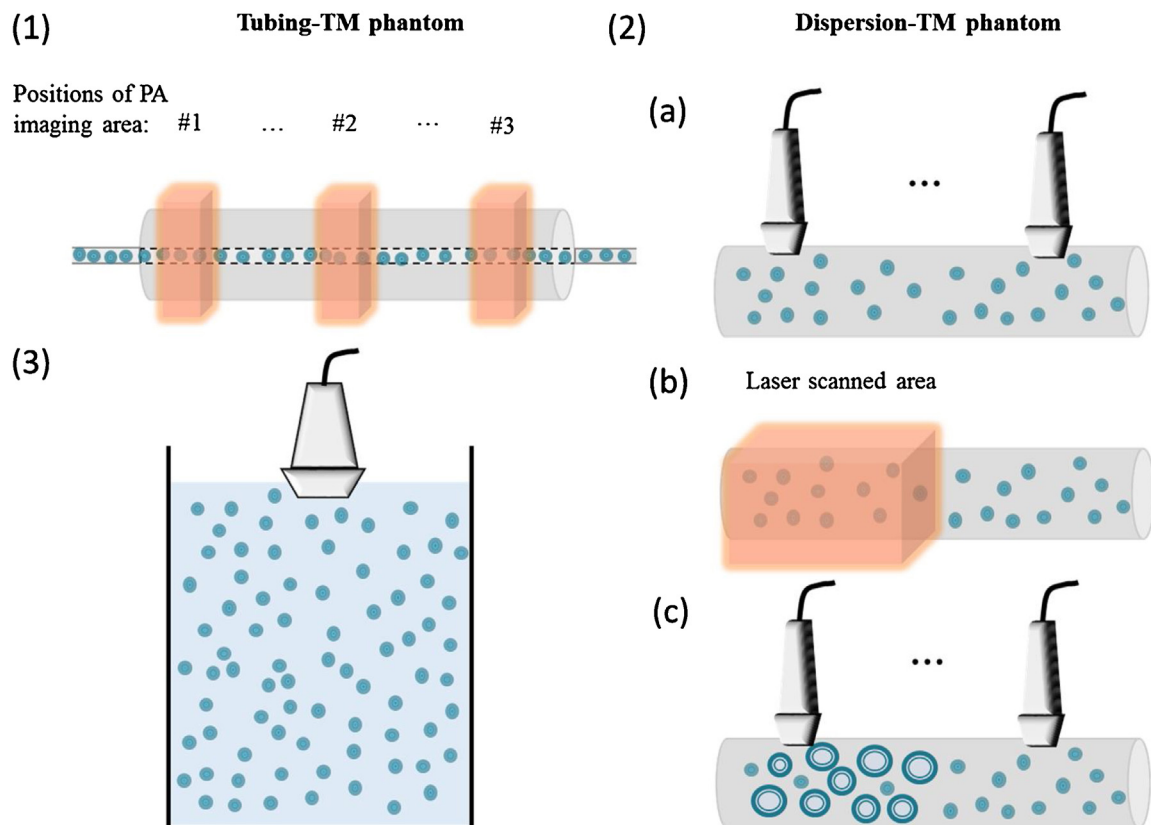 (1) Tubing-TM phantom
Positions of PA
imaging area: #1 ... #2 ... #3
(2) Dispersion-TM phantom
(a)
...
(b) Laser scanned area
(c)
...
(3)